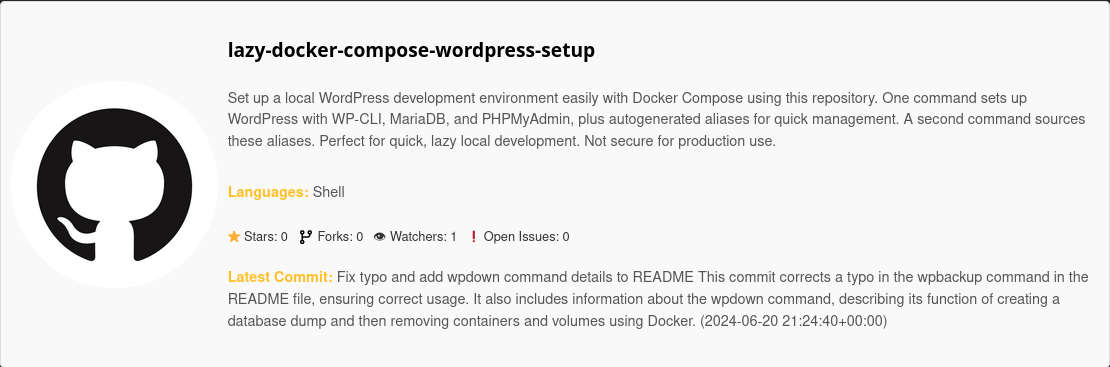 lazy-docker-compose-wordpress-setup
Set up a local WordPress development environment easily with Docker Compose using this repository. One command sets up
WordPress with WP-CLI, MariaDB, and PHPMyAdmin, plus autogenerated aliases for quick management. A second command sources
these aliases. Perfect for quick, lazy local development. Not secure for production use.
Languages: Shell
Stars: 0 Forks: 0 Watchers: 1 Open Issues: 0
Latest Commit: Fix typo and add wpdown command details to README This commit corrects a typo in the wpbackup command in the
README file, ensuring correct usage. It also includes information about the wpdown command, describing its function of creating a
database dump and then removing containers and volumes using Docker. (2024-06-20 21:24:40+00:00)